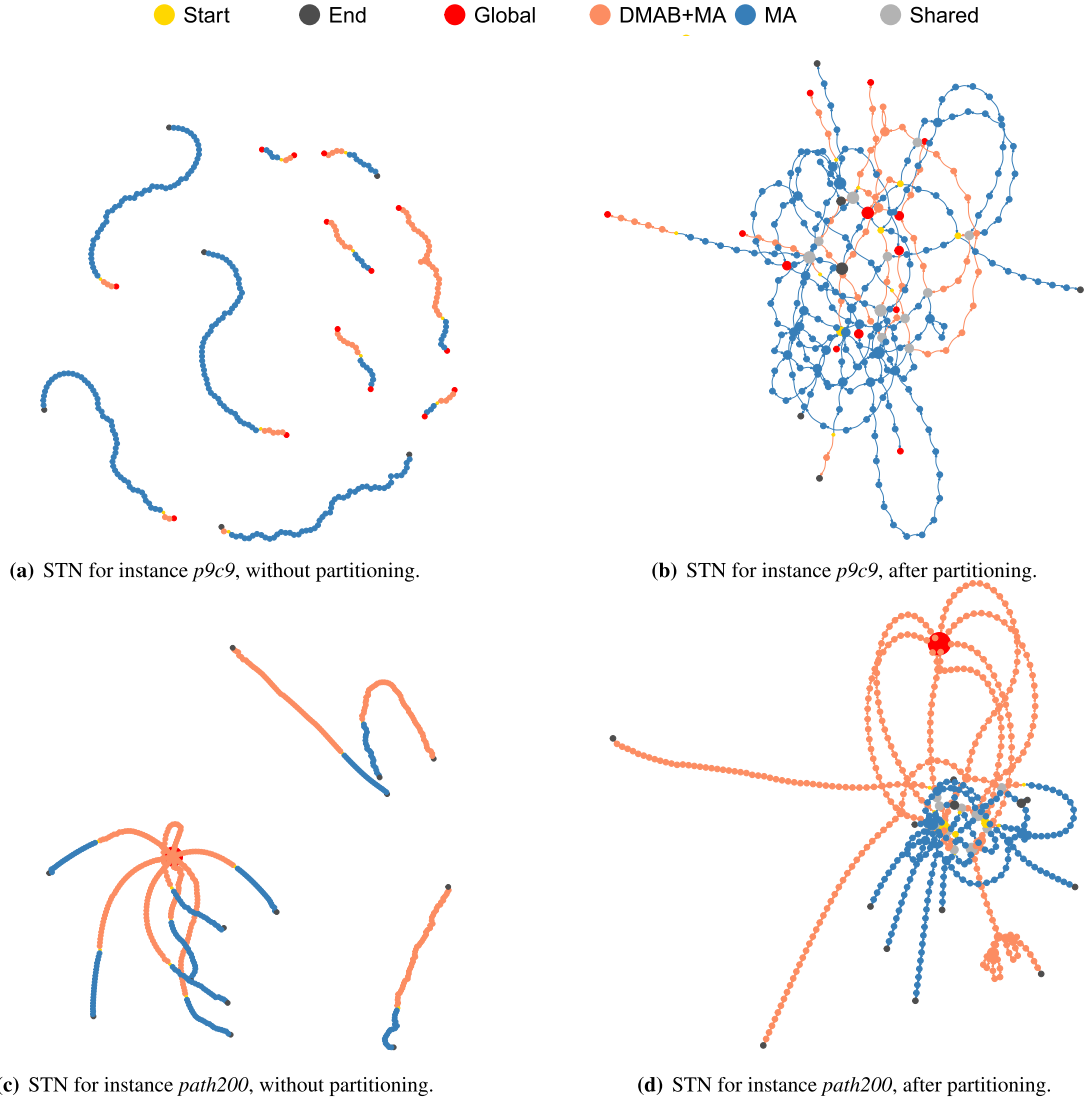 Start End Global DMAB+MA MA Shared
(a) STN for instance p9c9, without partitioning.
(b) STN for instance p9c9, after partitioning.
(c) STN for instance path200, without partitioning.
(d) STN for instance path200, after partitioning.